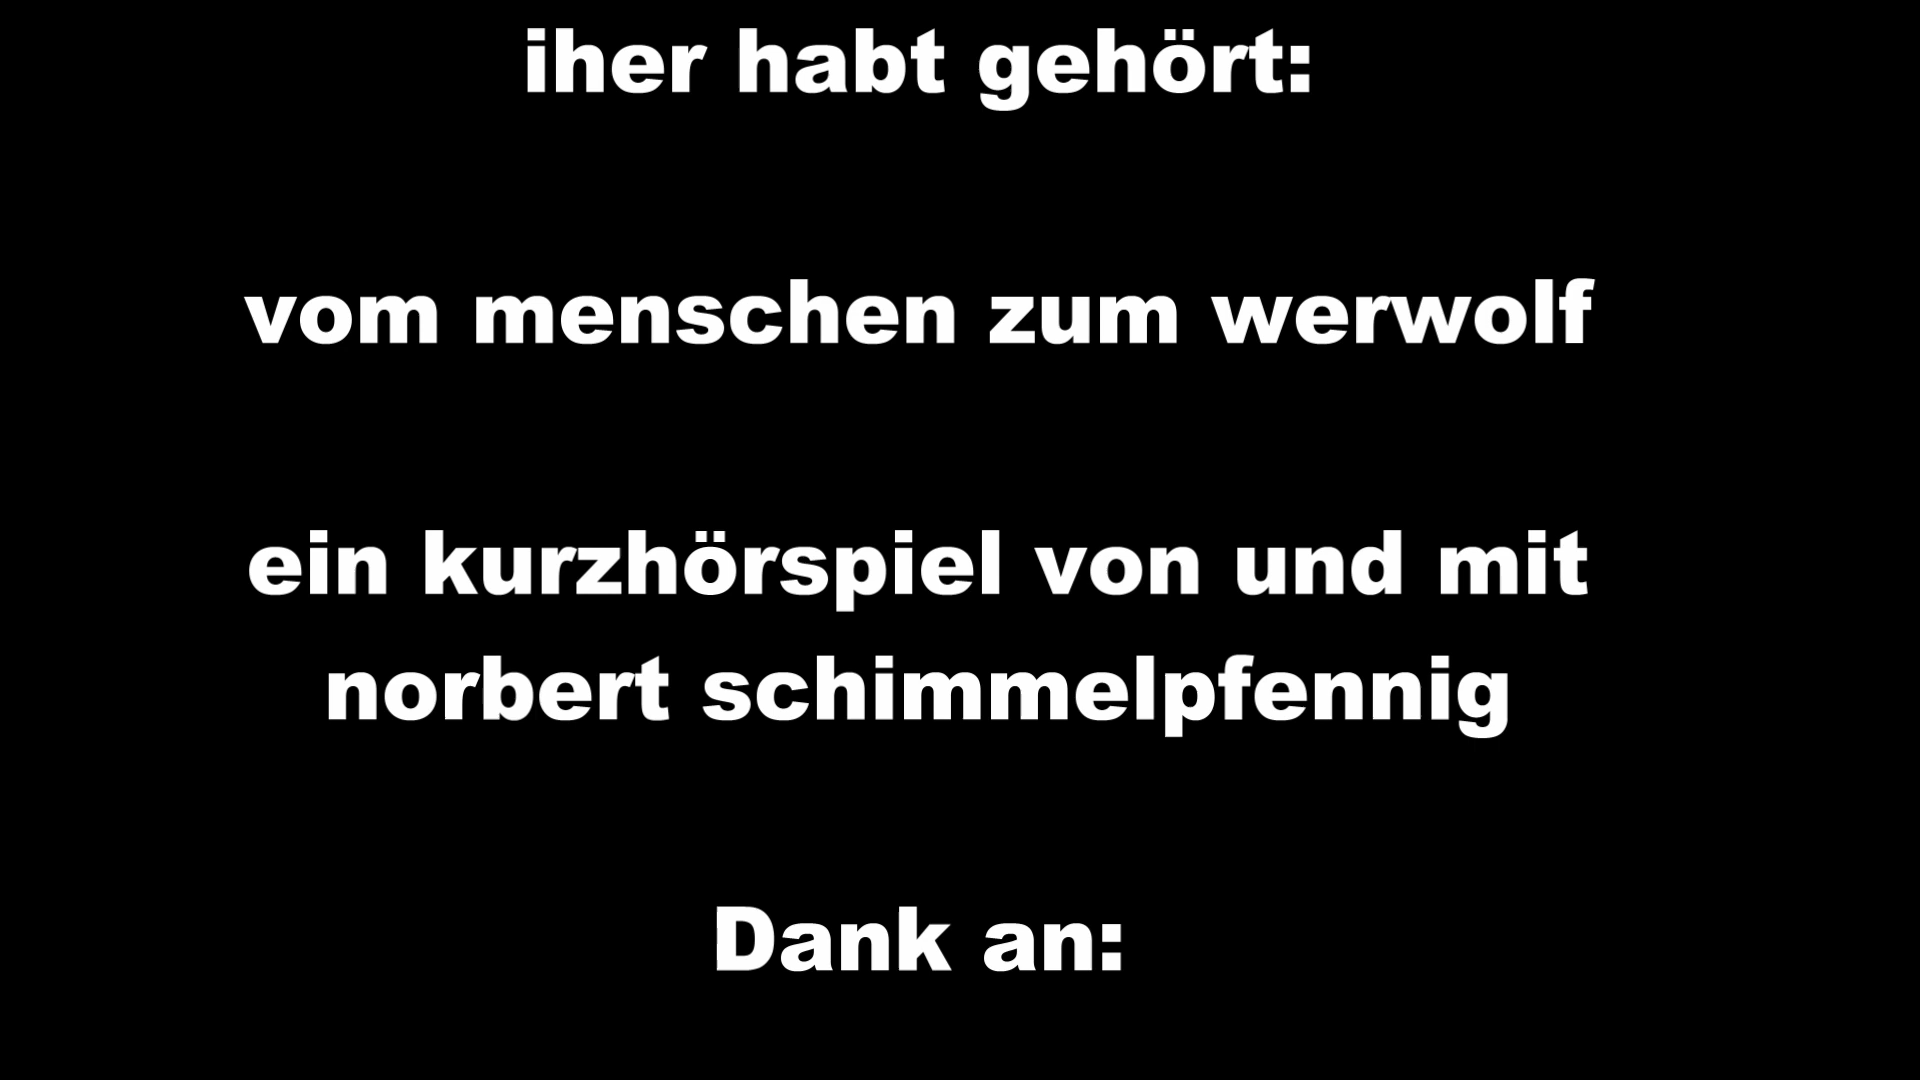 iher habt gehört:
vom menschen zum werwolf
ein kurzhörspiel von und mit
norbert schimmelpfennig
Dank an: